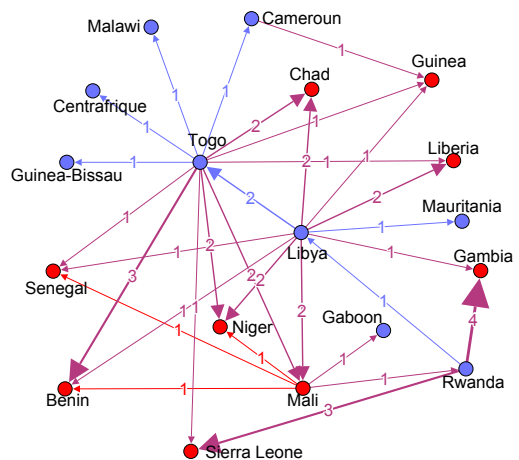 Cameroun
Malawi
1
Guinea
Chad
1
1
Centrafrique
2
1
Togo
1
2
1
Liberia
Guinea-Bissau
1
1
2
2
Mauritania
1
1
Libya
1
2
1
1
Gambia
3
2
2
2
Senegal
1
1
2
Gaboon
4
1
Niger
1
1
1
Rwanda
1
Benin
Mali
3
Sierra Leone